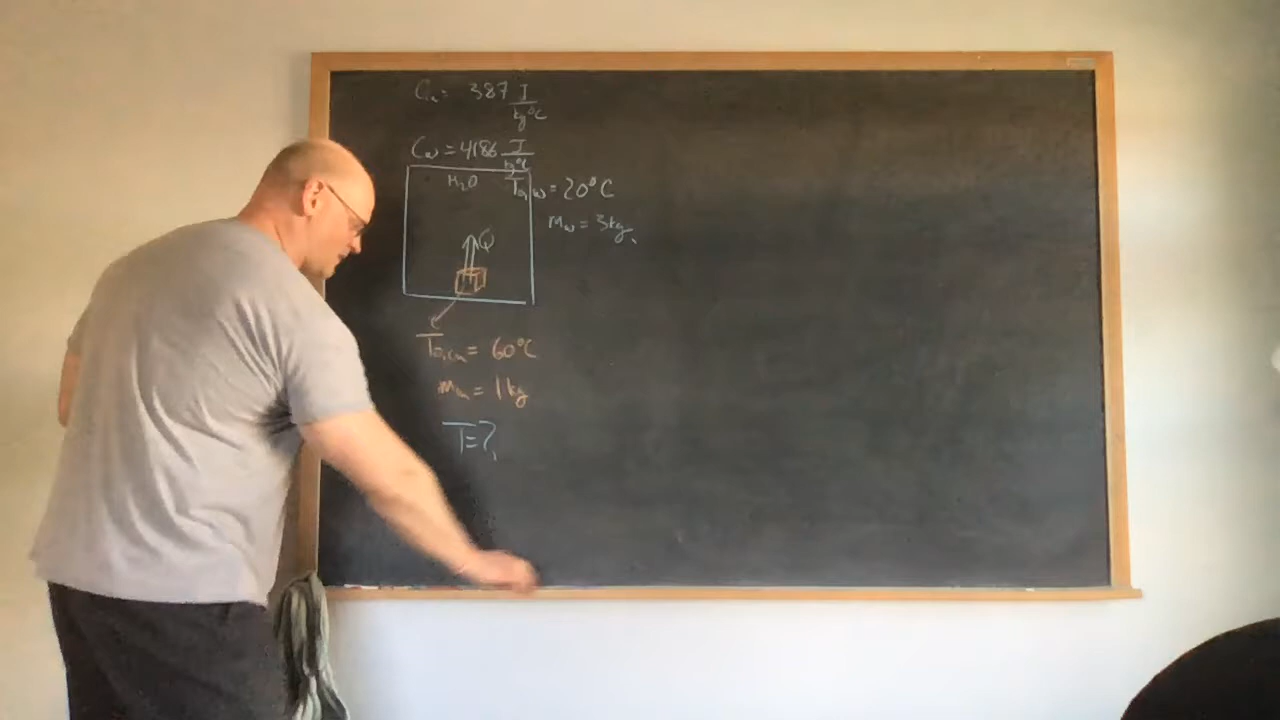 Cu = 387 J/kg°C
Cw = 4186 J/kg°C
H₂O
T₀,w = 20°C
mw = 3kg
Q
T₀,Cu = 60°C
mCu = 1kg
T=?